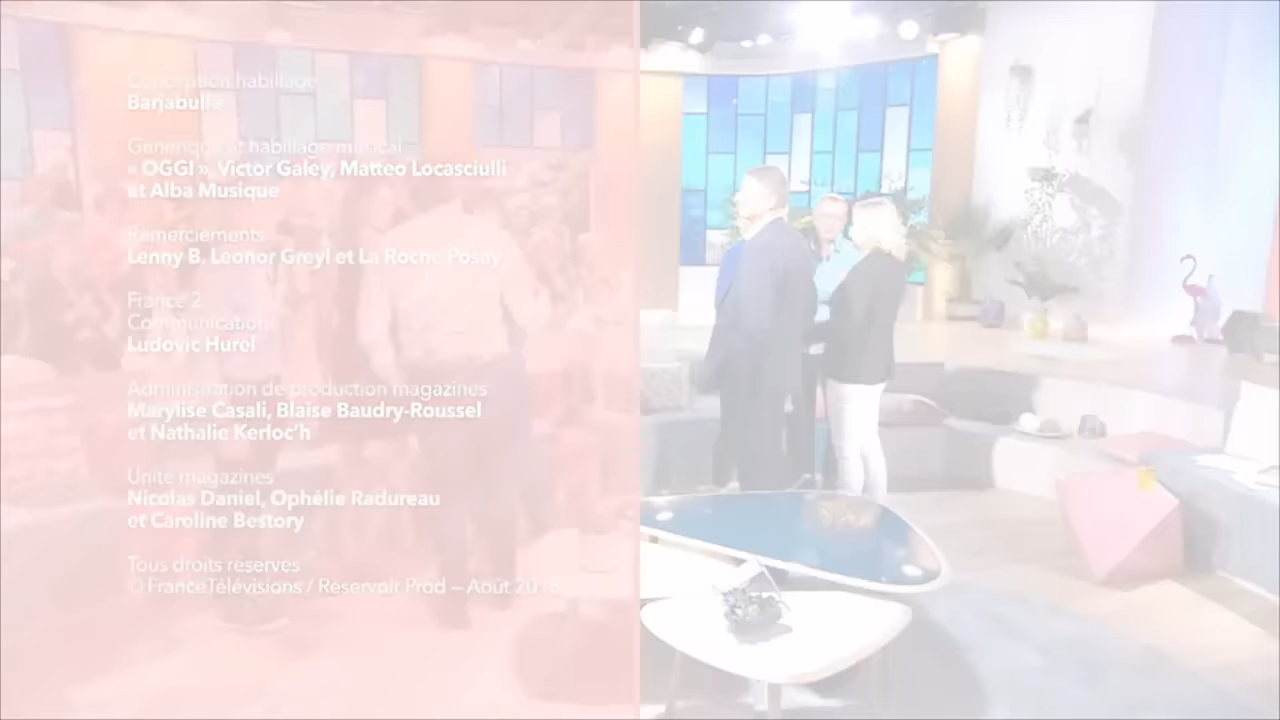 Conception habillage
Barjabulle
Générique et habillage musical
« OGGI », Victor Galey, Matteo Locasciulli
et Alba Musique
Remerciements
Lenny B, Leonor Greyl et La Roche Posay
France 2
Communication
Ludovic Hurel
Administration de production magazines
Marylise Casali, Blaise Baudry-Roussel
et Nathalie Kerloc'h
Unité magazines
Nicolas Daniel, Ophélie Radureau
et Caroline Bestory
Tous droits réservés
© FranceTélévisions / Reservoir Prod – Août